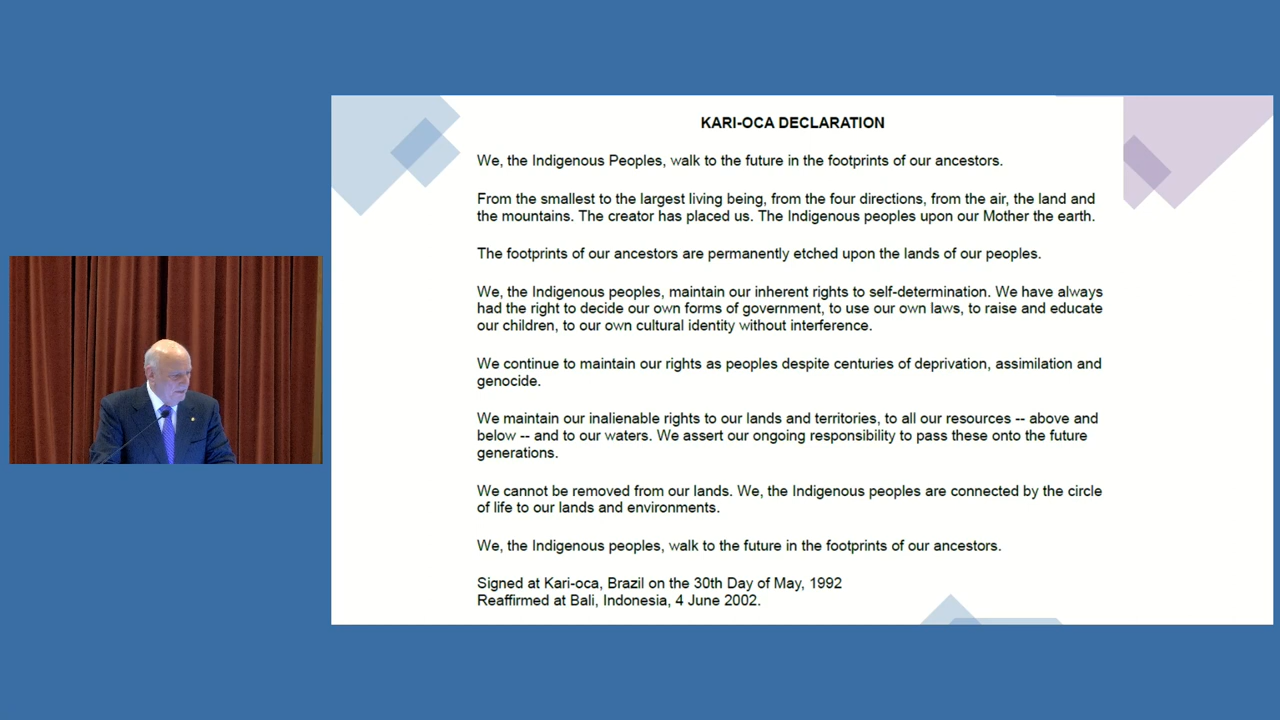 KARI-OCA DECLARATION
We, the Indigenous Peoples, walk to the future in the footprints of our ancestors.
From the smallest to the largest living being, from the four directions, from the air, the land and
the mountains. The creator has placed us. The Indigenous peoples upon our Mother the earth.
The footprints of our ancestors are permanently etched upon the lands of our peoples.
We, the Indigenous peoples, maintain our inherent rights to self-determination. We have always
had the right to decide our own forms of government, to use our own laws, to raise and educate
our children, to our own cultural identity without interference.
We continue to maintain our rights as peoples despite centuries of deprivation, assimilation and
genocide.
We maintain our inalienable rights to our lands and territories, to all our resources -- above and
below -- and to our waters. We assert our ongoing responsibility to pass these onto the future
generations.
We cannot be removed from our lands. We, the Indigenous peoples are connected by the circle
of life to our lands and environments.
We, the Indigenous peoples, walk to the future in the footprints of our ancestors.
Signed at Kari-oca, Brazil on the 30th Day of May, 1992
Reaffirmed at Bali, Indonesia, 4 June 2002.